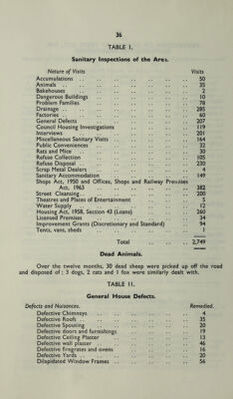 36
TABLE I.
Sanitary Inspections of the Area.
Nature of Visits Visits
Accumulations .. 50
Animals .. 35
Bakehouses 2
Dangerous Buildings 10
Problem Families 78
Drainage .. 285
Factories .. 60
General Defects 207
Council Housing Investigations 119
Interviews 201
Miscellaneous Sanitary Visits 164
Public Conveniences 32
Rats and Mice 30
Refuse Collection 105
Refuse Disposal .. 230
Scrap Metal Dealers 4
Sanitary Accommodation 149
Shops Act, 1950 and Offices, Shops and Railway Premises
Act, 1963 382
Street Cleansing.. 200
Theatres and Places of Entertainment 5
Water Supply 12
Housing Act, 1958, Section 43 (Loans) 260
Licensed Premises 34
Improvement Grants (Discretionary and Standard) 94
Tents, vans, sheds 1
Total 2,749
Dead Animals.
Over the twelve months, 30 dead sheep were picked up off the road
and disposed of; 3 dogs, 2 cats and 1 fox were similarly dealt with.
TABLE II.
General House Defects.
Defects and Nuisances. Remedied.
Defective Chimneys 4
Defective Roofs .. 35
Defective Spouting 20
Defective doors and furnishings 19
Defective Ceiling Plaster 13
Defective wall plaster 46
Defective firegrates and ovens 16
Defective Yards .. 20
Dilapidated Window Frames .. 56